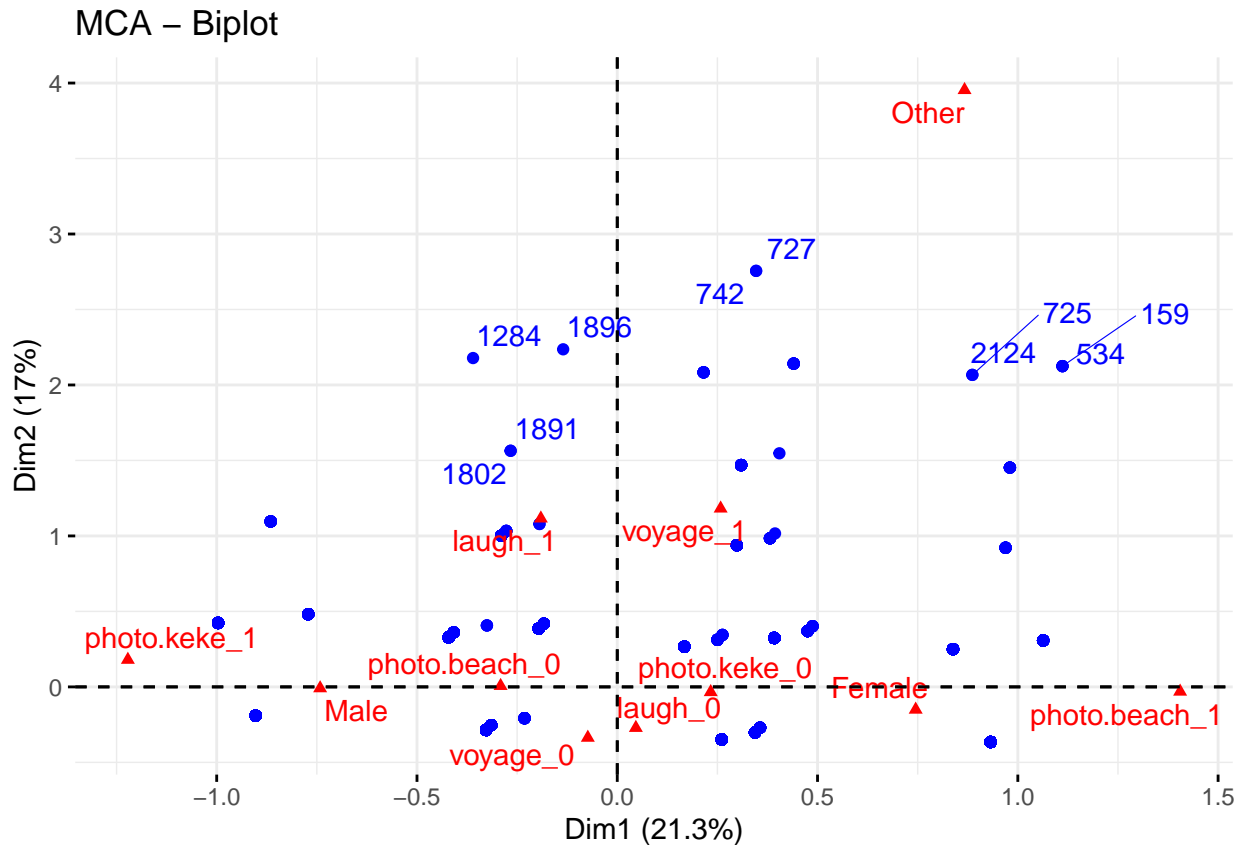 MCA – Biplot
4
Other
3
727
742
725
159
1284
1896
2124
534
2
1891
1802
Dim2 (17%)
voyage_1
laugh_1
1
photo.keke_1
photo.beach_0
photo.keke_0
Female
0
Male
laugh_0
photo.beach_1
voyage_0
−1.0
−0.5
0.0
0.5
1.0
1.5
Dim1 (21.3%)